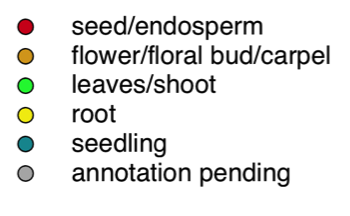 seed/endosperm
flower/floral bud/carpel
leaves/shoot
root
seedling
annotation pending